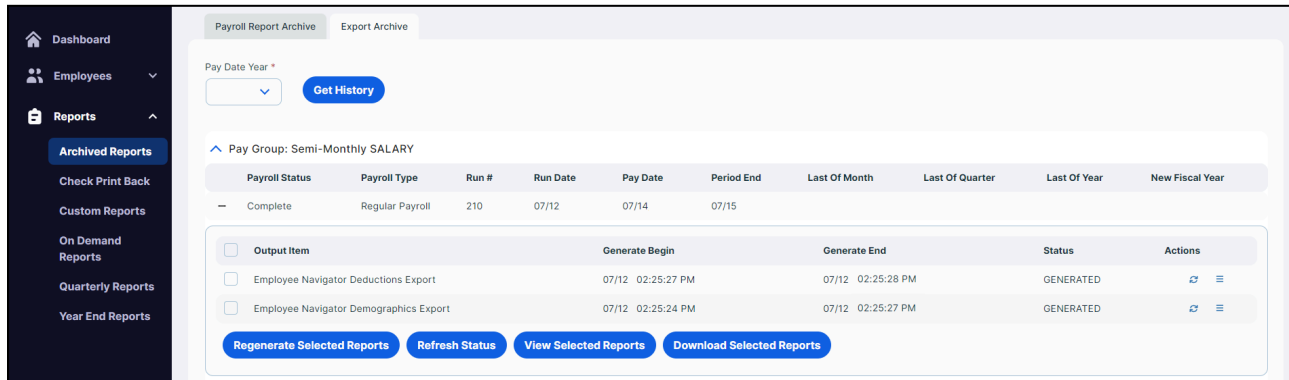 Dashboard
Employees
Reports
Archived Reports
Check Print Back
Custom Reports
On Demand
Reports
Quarterly Reports
Year End Reports
Payroll Report Archive Export Archive
Pay Date Year *
Get History
Pay Group: Semi-Monthly SALARY
Payroll Status Payroll Type Run # Run Date Pay Date Period End Last Of Month Last Of Quarter Last Of Year New Fiscal Year
Complete Regular Payroll 210 07/12 07/14 07/15
Output Item Generate Begin Generate End Status Actions
Employee Navigator Deductions Export 07/12 02:25:27 PM 07/12 02:25:28 PM GENERATED
Employee Navigator Demographics Export 07/12 02:25:24 PM 07/12 02:25:27 PM GENERATED
Regenerate Selected Reports Refresh Status View Selected Reports Download Selected Reports